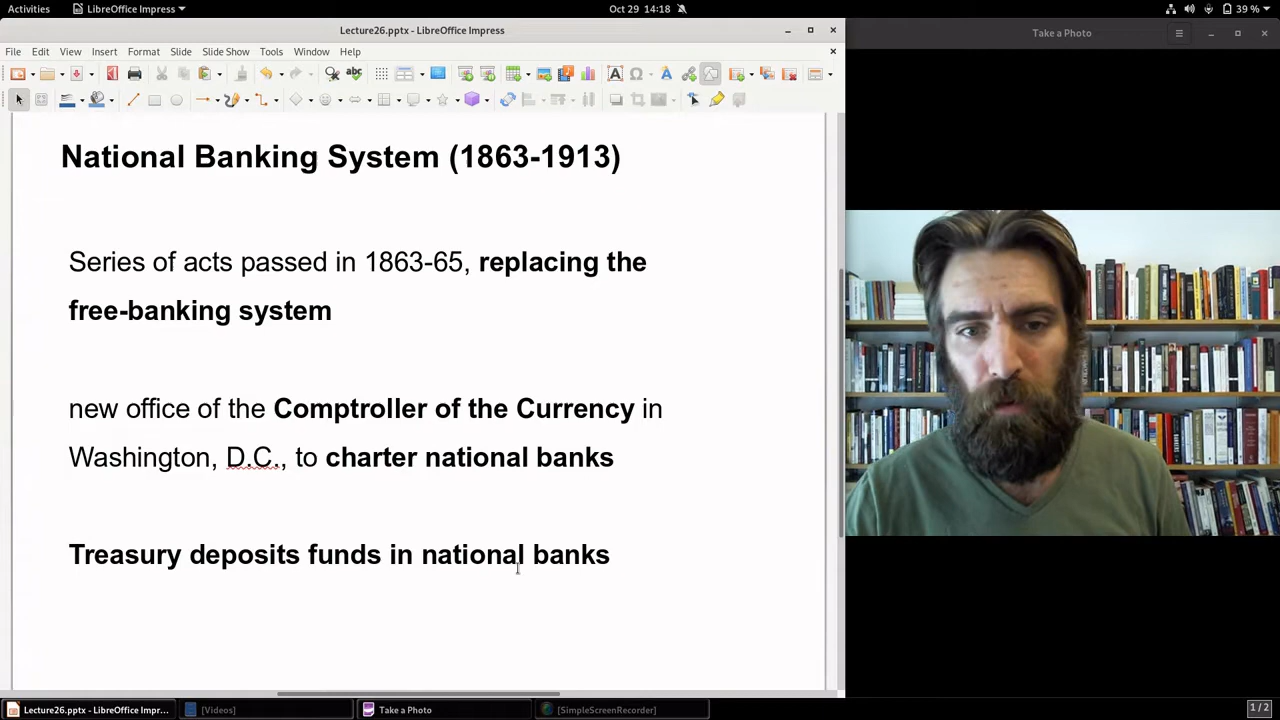 Activities LibreOffice Impress Oct 29 14:18 39 %
Lecture26.pptx - LibreOffice Impress
Take a Photo
File Edit View Insert Format Slide Slide Show Tools Window Help
National Banking System (1863-1913)
Series of acts passed in 1863-65, replacing the
free-banking system
new office of the Comptroller of the Currency in
Washington, D.C., to charter national banks
Treasury deposits funds in national banks
Lecture26.pptx - LibreOffice Impr... [Videos] Take a Photo [SimpleScreenRecorder] 1 / 2